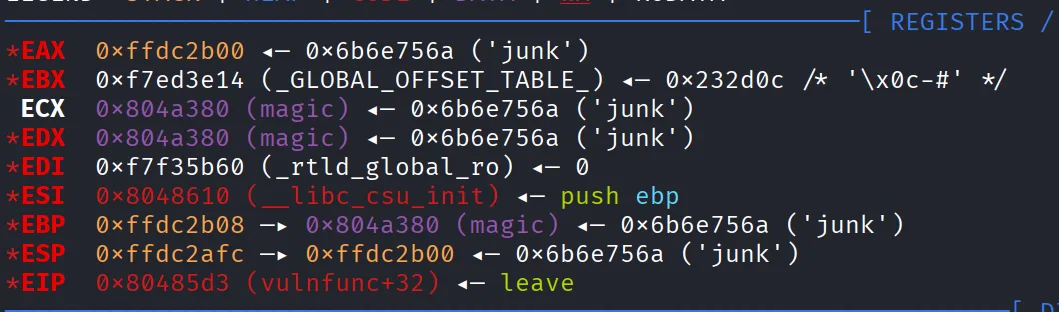 [ REGISTERS /
*EAX 0×ffdc2b00 ◂— 0×6b6e756a ('junk')
*EBX 0×f7ed3e14 (_GLOBAL_OFFSET_TABLE_) ◂— 0×232d0c /* '\x0c-#' */
ECX 0×804a380 (magic) ◂— 0×6b6e756a ('junk')
*EDX 0×804a380 (magic) ◂— 0×6b6e756a ('junk')
*EDI 0×f7f35b60 (_rtld_global_ro) ◂— 0
*ESI 0×8048610 (__libc_csu_init) ◂— push ebp
*EBP 0×ffdc2b08 —▸ 0×804a380 (magic) ◂— 0×6b6e756a ('junk')
*ESP 0×ffdc2afc —▸ 0×ffdc2b00 ◂— 0×6b6e756a ('junk')
*EIP 0×80485d3 (vulnfunc+32) ◂— leave